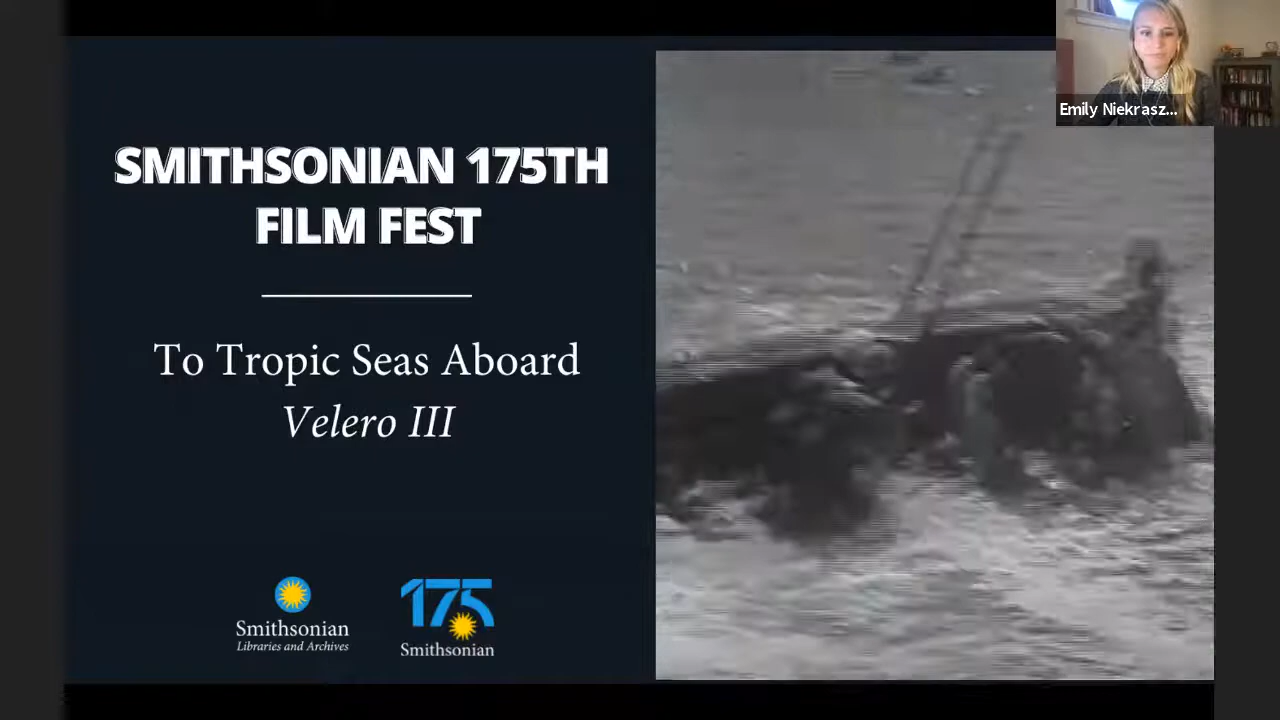 Emily Niekrasz...
SMITHSONIAN 175TH
FILM FEST
To Tropic Seas Aboard
Velero III
Smithsonian
Libraries and Archives
175
Smithsonian